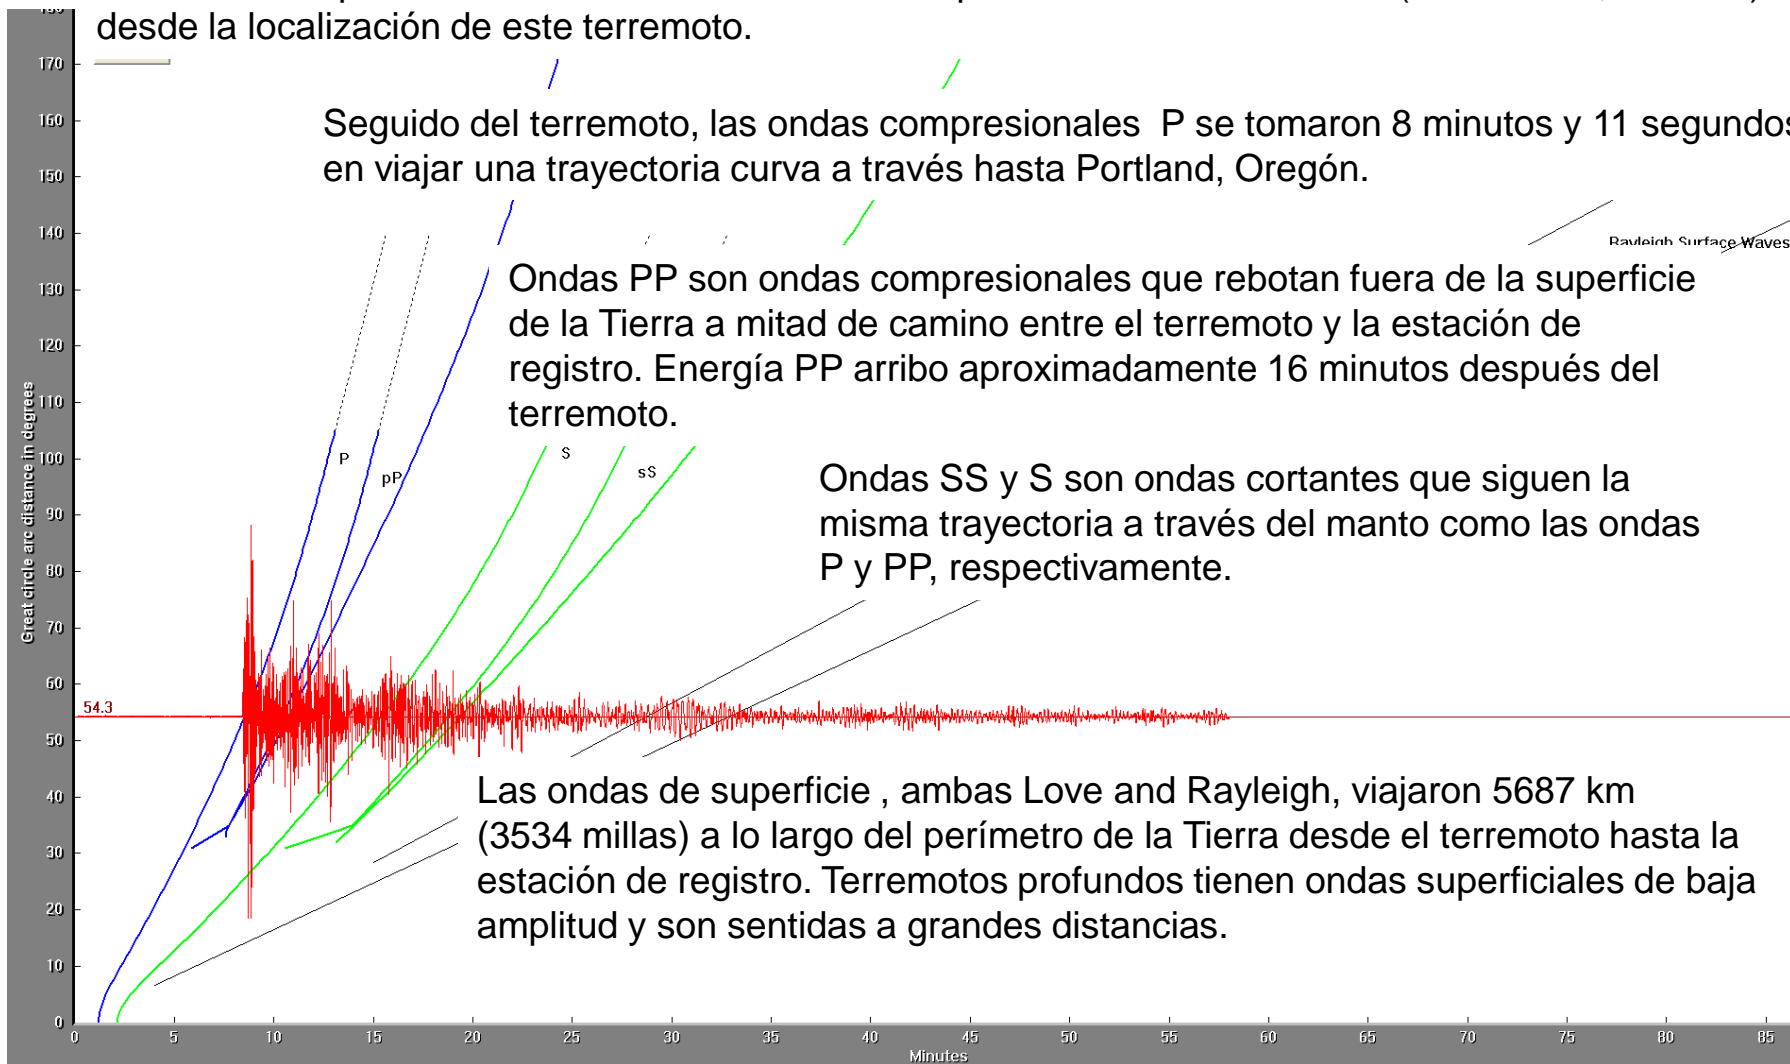 desde la localización de este terremoto.
170
160
150
140
130
120
110
100
90
80
70
60
50
40
30
20
10
0
Great circle arc distance in degrees
Seguido del terremoto, las ondas compresionales P se tomaron 8 minutos y 11 segundos
en viajar una trayectoria curva a través hasta Portland, Oregón.
Rayleigh Surface Waves
Ondas PP son ondas compresionales que rebotan fuera de la superficie
de la Tierra a mitad de camino entre el terremoto y la estación de
registro. Energía PP arribo aproximadamente 16 minutos después del
terremoto.
P
pP
S
sS
Ondas SS y S son ondas cortantes que siguen la
misma trayectoria a través del manto como las ondas
P y PP, respectivamente.
54.3
Las ondas de superficie , ambas Love and Rayleigh, viajaron 5687 km
(3534 millas) a lo largo del perímetro de la Tierra desde el terremoto hasta la
estación de registro. Terremotos profundos tienen ondas superficiales de baja
amplitud y son sentidas a grandes distancias.
0 5 10 15 20 25 30 35 40 45 50 55 60 65 70 75 80 85
Minutes